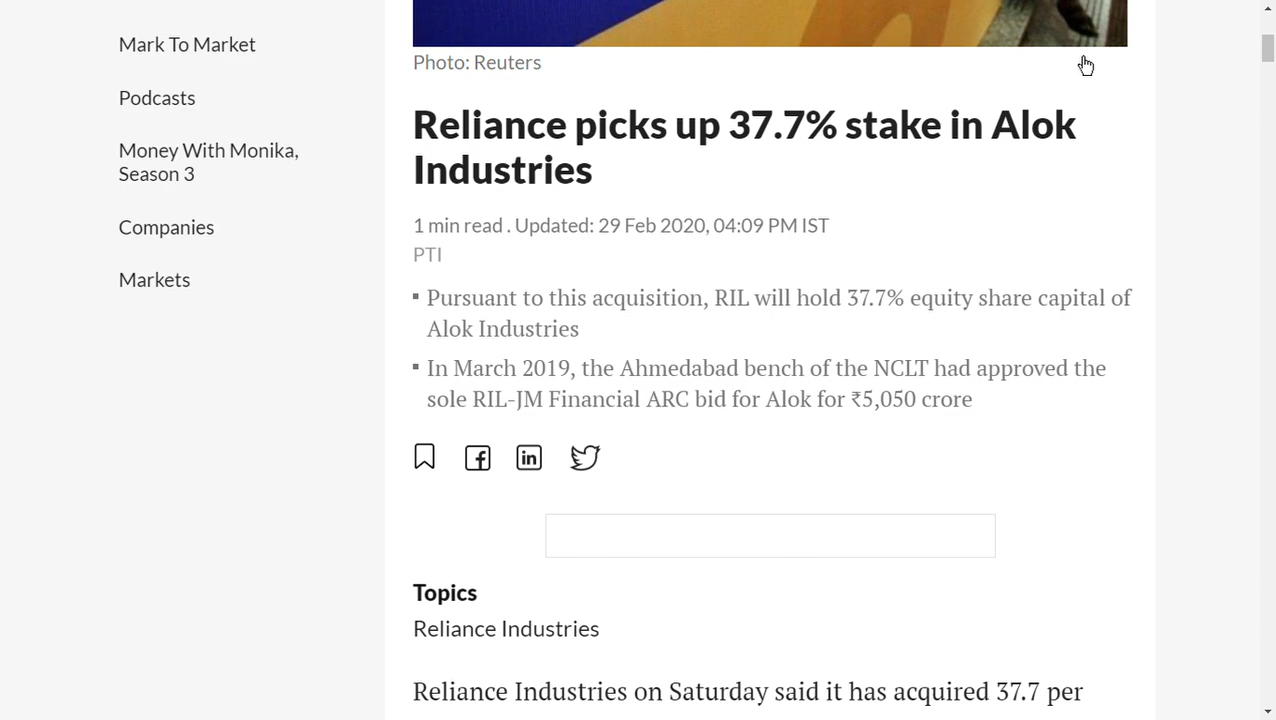 Mark To Market
Podcasts
Money With Monika,
Season 3
Companies
Markets
Photo: Reuters
Reliance picks up 37.7% stake in Alok
Industries
1 min read . Updated: 29 Feb 2020, 04:09 PM IST
PTI
Pursuant to this acquisition, RIL will hold 37.7% equity share capital of
Alok Industries
In March 2019, the Ahmedabad bench of the NCLT had approved the
sole RIL-JM Financial ARC bid for Alok for ₹5,050 crore
Topics
Reliance Industries
Reliance Industries on Saturday said it has acquired 37.7 per